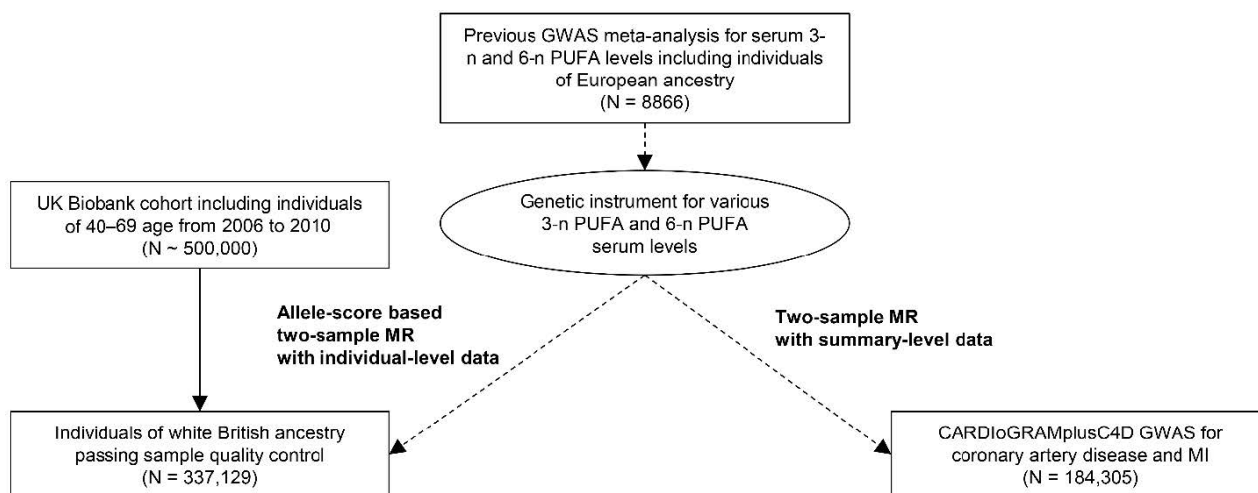 Previous GWAS meta-analysis for serum 3-
n and 6-n PUFA levels including individuals
of European ancestry
(N = 8866)
UK Biobank cohort including individuals
of 40–69 age from 2006 to 2010
(N ~ 500,000)
Genetic instrument for various
3-n PUFA and 6-n PUFA
serum levels
Allele-score based
two-sample MR
with individual-level data
Two-sample MR
with summary-level data
Individuals of white British ancestry
passing sample quality control
(N = 337,129)
CARDIoGRAMplusC4D GWAS for
coronary artery disease and MI
(N = 184,305)